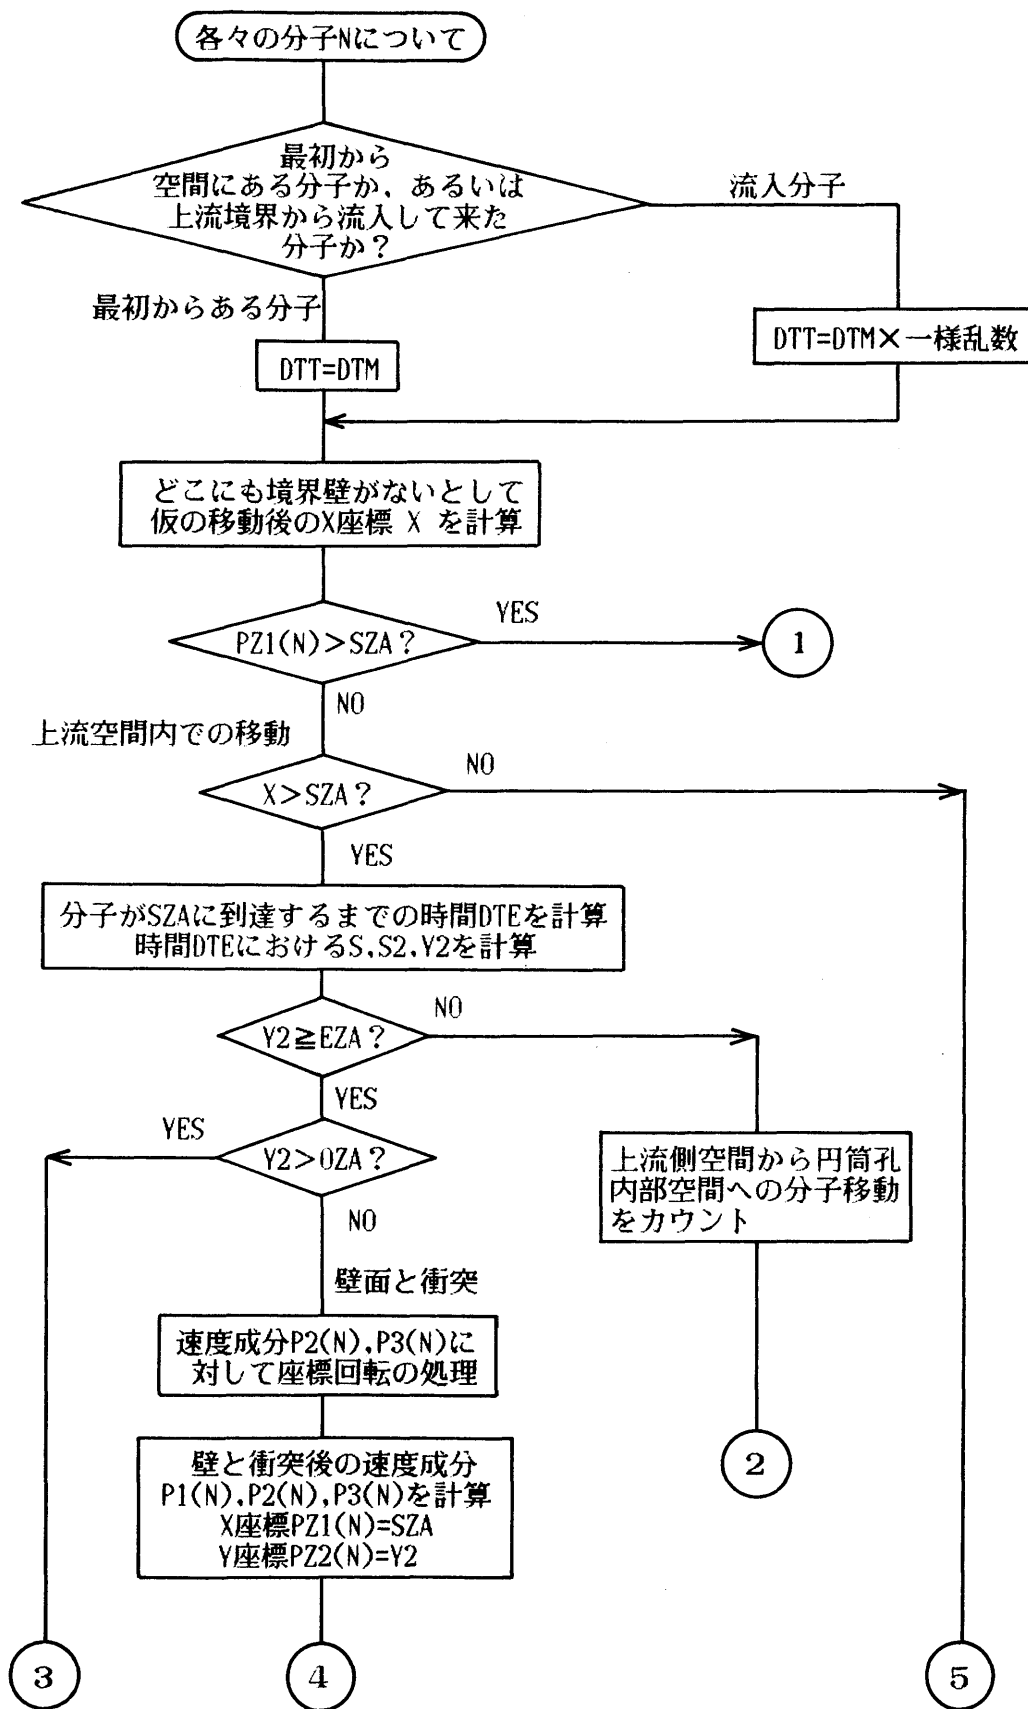 各々の分子Nについて
最初から
空間にある分子か，あるいは
上流境界から流入して来た
分子か？
流入分子
最初からある分子
DTT=DTM×一様乱数
DTT=DTM
どこにも境界壁がないとして
仮の移動後のX座標 X を計算
PZ1(N)>SZA？
YES
1
NO
上流空間内での移動
X>SZA？
NO
YES
分子がSZAに到達するまでの時間DTEを計算
時間DTEにおけるS,S2,Y2を計算
Y2≧EZA？
NO
YES
YES
Y2>OZA？
上流側空間から円筒孔
内部空間への分子移動
をカウント
NO
壁面と衝突
速度成分P2(N),P3(N)に
対して座標回転の処理
壁と衝突後の速度成分
P1(N),P2(N),P3(N)を計算
X座標PZ1(N)=SZA
Y座標PZ2(N)=Y2
2
3
4
5